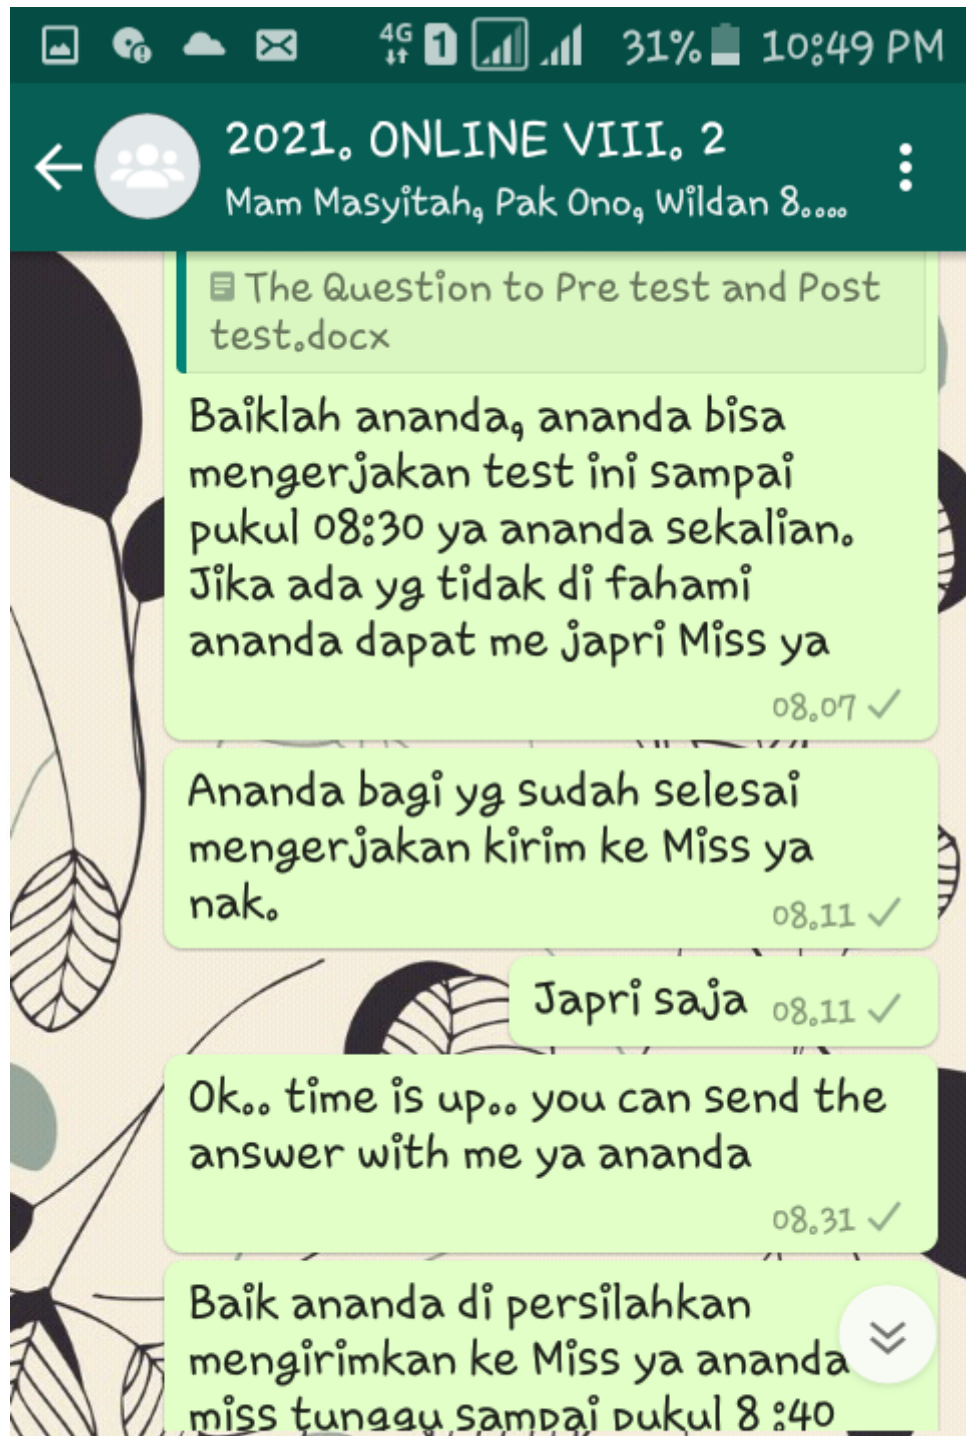 4G 1 31% 10:49 PM
2021. ONLINE VIII. 2
Mam Masyitah, Pak Ono, Wildan 8....
The Question to Pre test and Post
test.docx
Baiklah ananda, ananda bisa
mengerjakan test ini sampai
pukul 08:30 ya ananda sekalian.
Jika ada yg tidak di fahami
ananda dapat me japri Miss ya
08.07
Ananda bagi yg sudah selesai
mengerjakan kirim ke Miss ya
nak.
08.11
Japri saja 08.11
Ok.. time is up.. you can send the
answer with me ya ananda
08.31
Baik ananda di persilahkan
mengirimkan ke Miss ya ananda
miss tunggu sampai pukul 8 :40